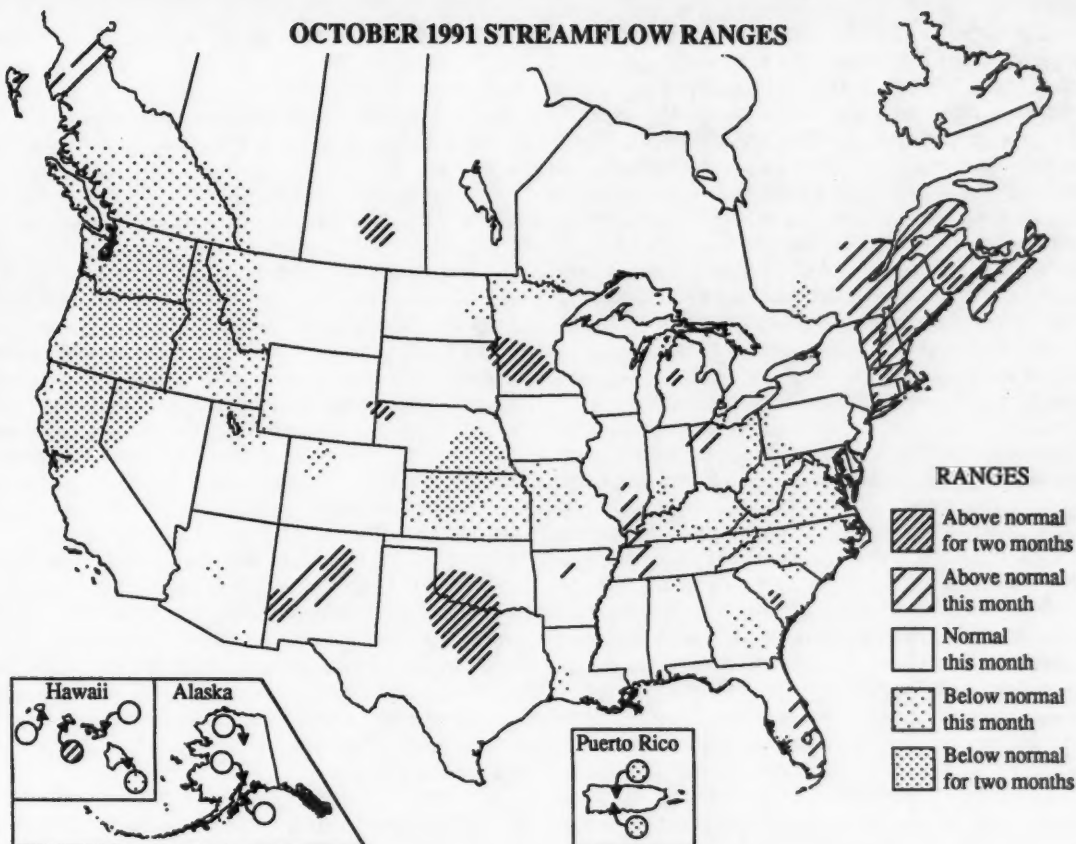 OCTOBER 1991 STREAMFLOW RANGES
RANGES
Above normal
for two months
Above normal
this month
Normal
this month
Below normal
this month
Below normal
for two months
Hawaii
Alaska
Puerto Rico